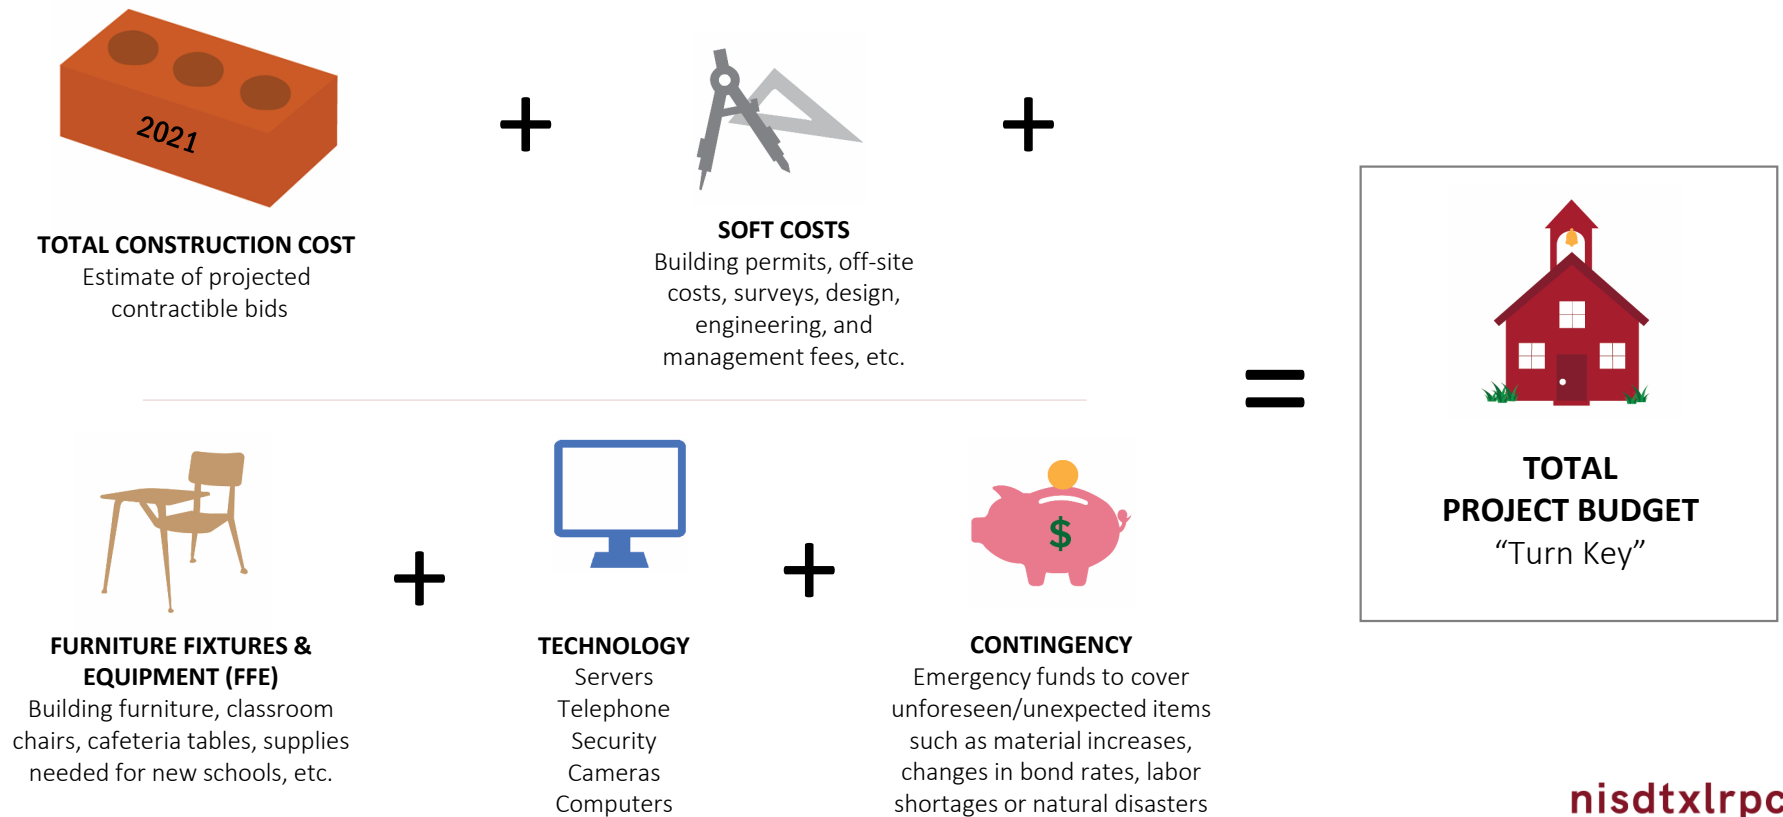 2021
+
+
TOTAL CONSTRUCTION COST
Estimate of projected
contractible bids
SOFT COSTS
Building permits, off-site
costs, surveys, design,
engineering, and
management fees, etc.
=
TOTAL
PROJECT BUDGET
“Turn Key”
+
$
+
FURNITURE FIXTURES &
EQUIPMENT (FFE)
Building furniture, classroom
chairs, cafeteria tables, supplies
needed for new schools, etc.
TECHNOLOGY
Servers
Telephone
Security
Cameras
Computers
CONTINGENCY
Emergency funds to cover
unforeseen/unexpected items
such as material increases,
changes in bond rates, labor
shortages or natural disasters
nisdtxlrpc